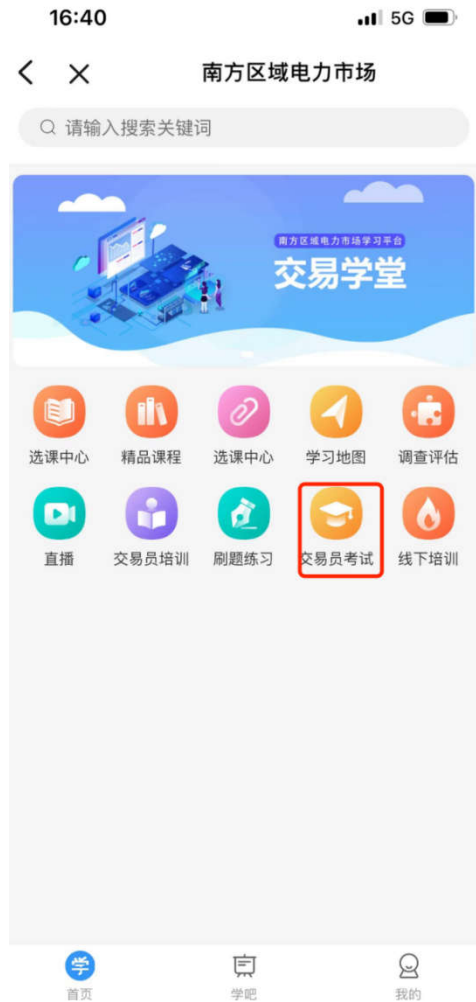 16:40
5G
南方区域电力市场
请输入搜索关键词
南方区域电力市场学习平台
交易学堂
选课中心 精品课程 选课中心 学习地图 调查评估
直播 交易员培训 刷题练习 交易员考试 线下培训
学
首页 学吧 我的